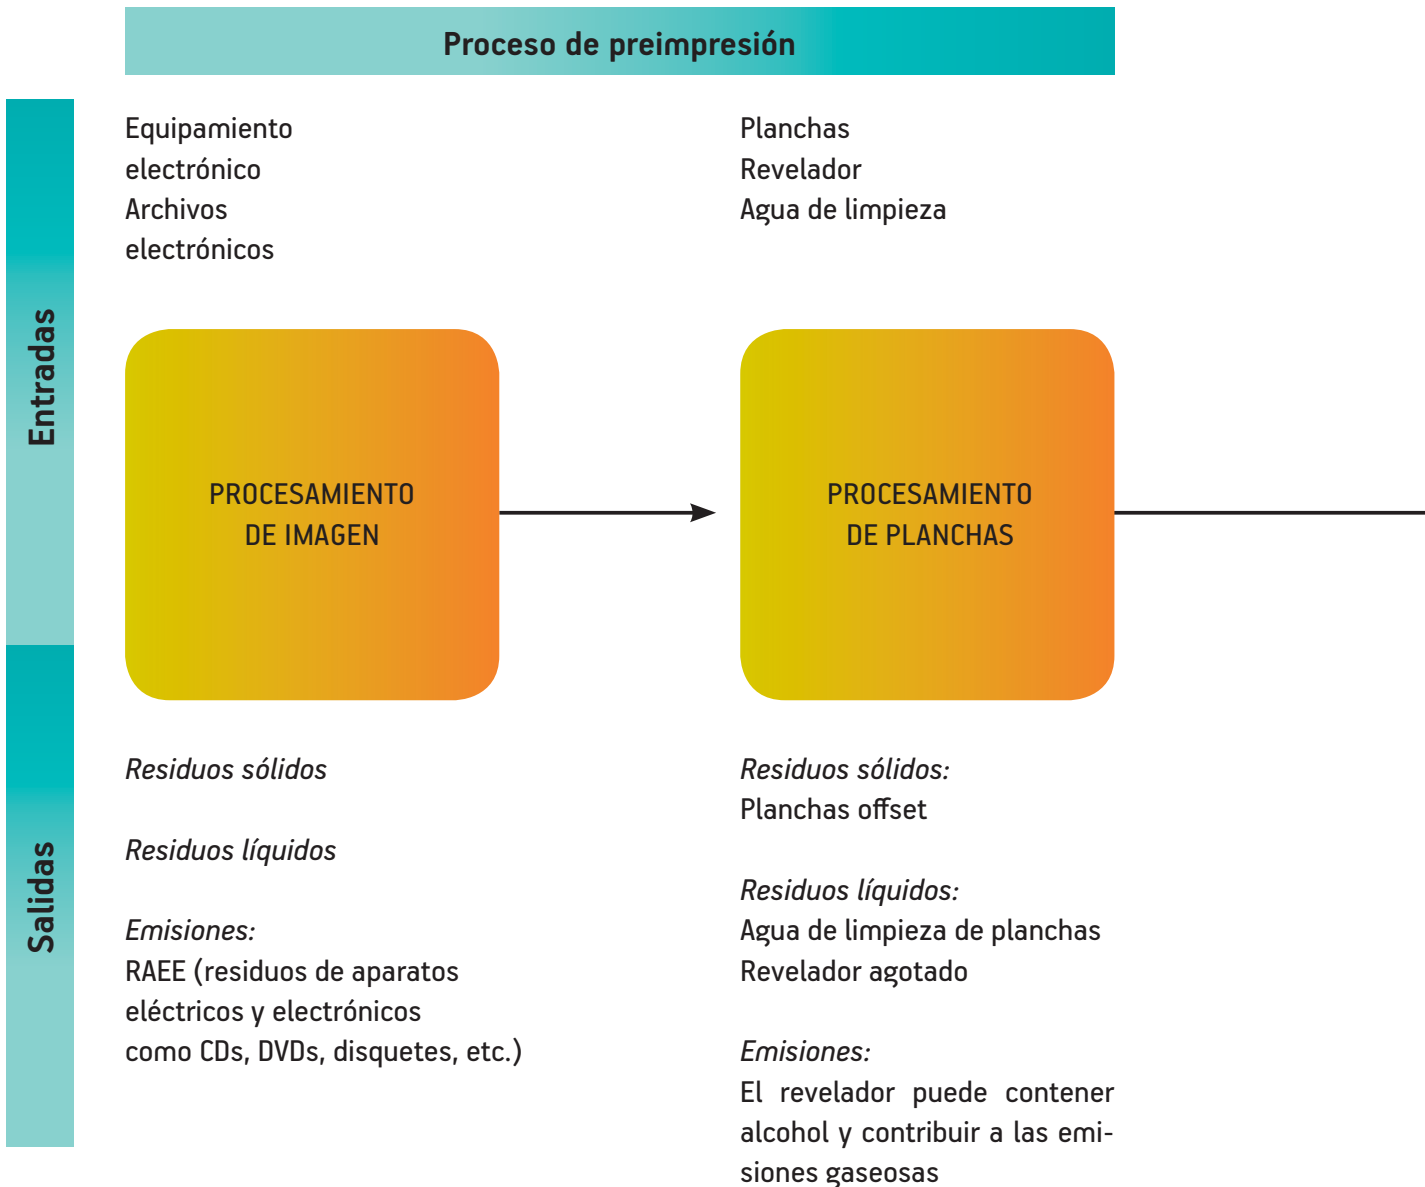 Proceso de preimpresión
Entradas
Equipamiento
electrónico
Archivos
electrónicos
Planchas
Revelador
Agua de limpieza
PROCESAMIENTO
DE IMAGEN
PROCESAMIENTO
DE PLANCHAS
Salidas
Residuos sólidos
Residuos líquidos
Emisiones:
RAEE (residuos de aparatos
eléctricos y electrónicos
como CDs, DVDs, disquetes, etc.)
Residuos sólidos:
Planchas offset
Residuos líquidos:
Agua de limpieza de planchas
Revelador agotado
Emisiones:
El revelador puede contener
alcohol y contribuir a las emi-
siones gaseosas